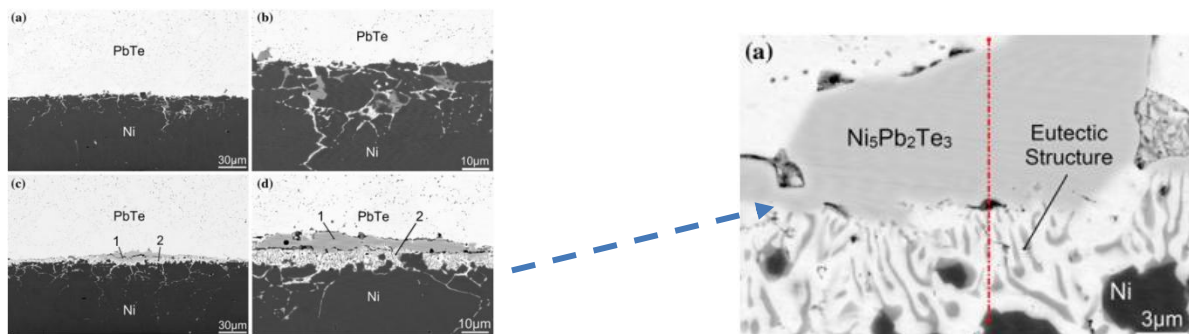 (a)
PbTe
Ni
30µm
(b)
PbTe
Ni
10µm
(c)
PbTe
1 2
Ni
30µm
(d)
PbTe
1 2
Ni
10µm
(a)
Ni₅Pb₂Te₃
Eutectic
Structure
Ni
3µm